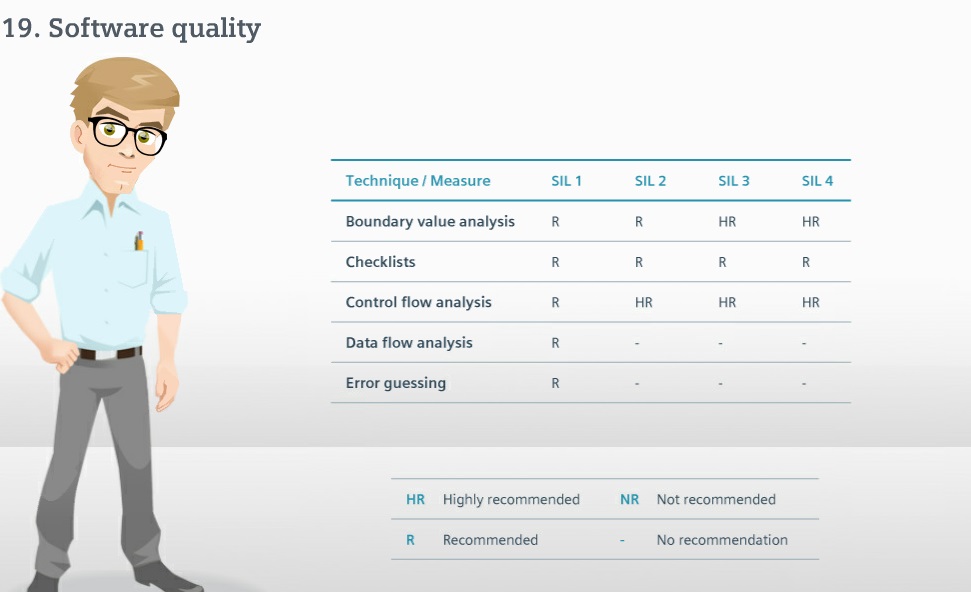 19. Software quality
Technique / Measure SIL 1 SIL 2 SIL 3 SIL 4
Boundary value analysis R R HR HR
Checklists R R R R
Control flow analysis R HR HR HR
Data flow analysis R - - -
Error guessing R - - -
HR Highly recommended NR Not recommended
R Recommended - No recommendation